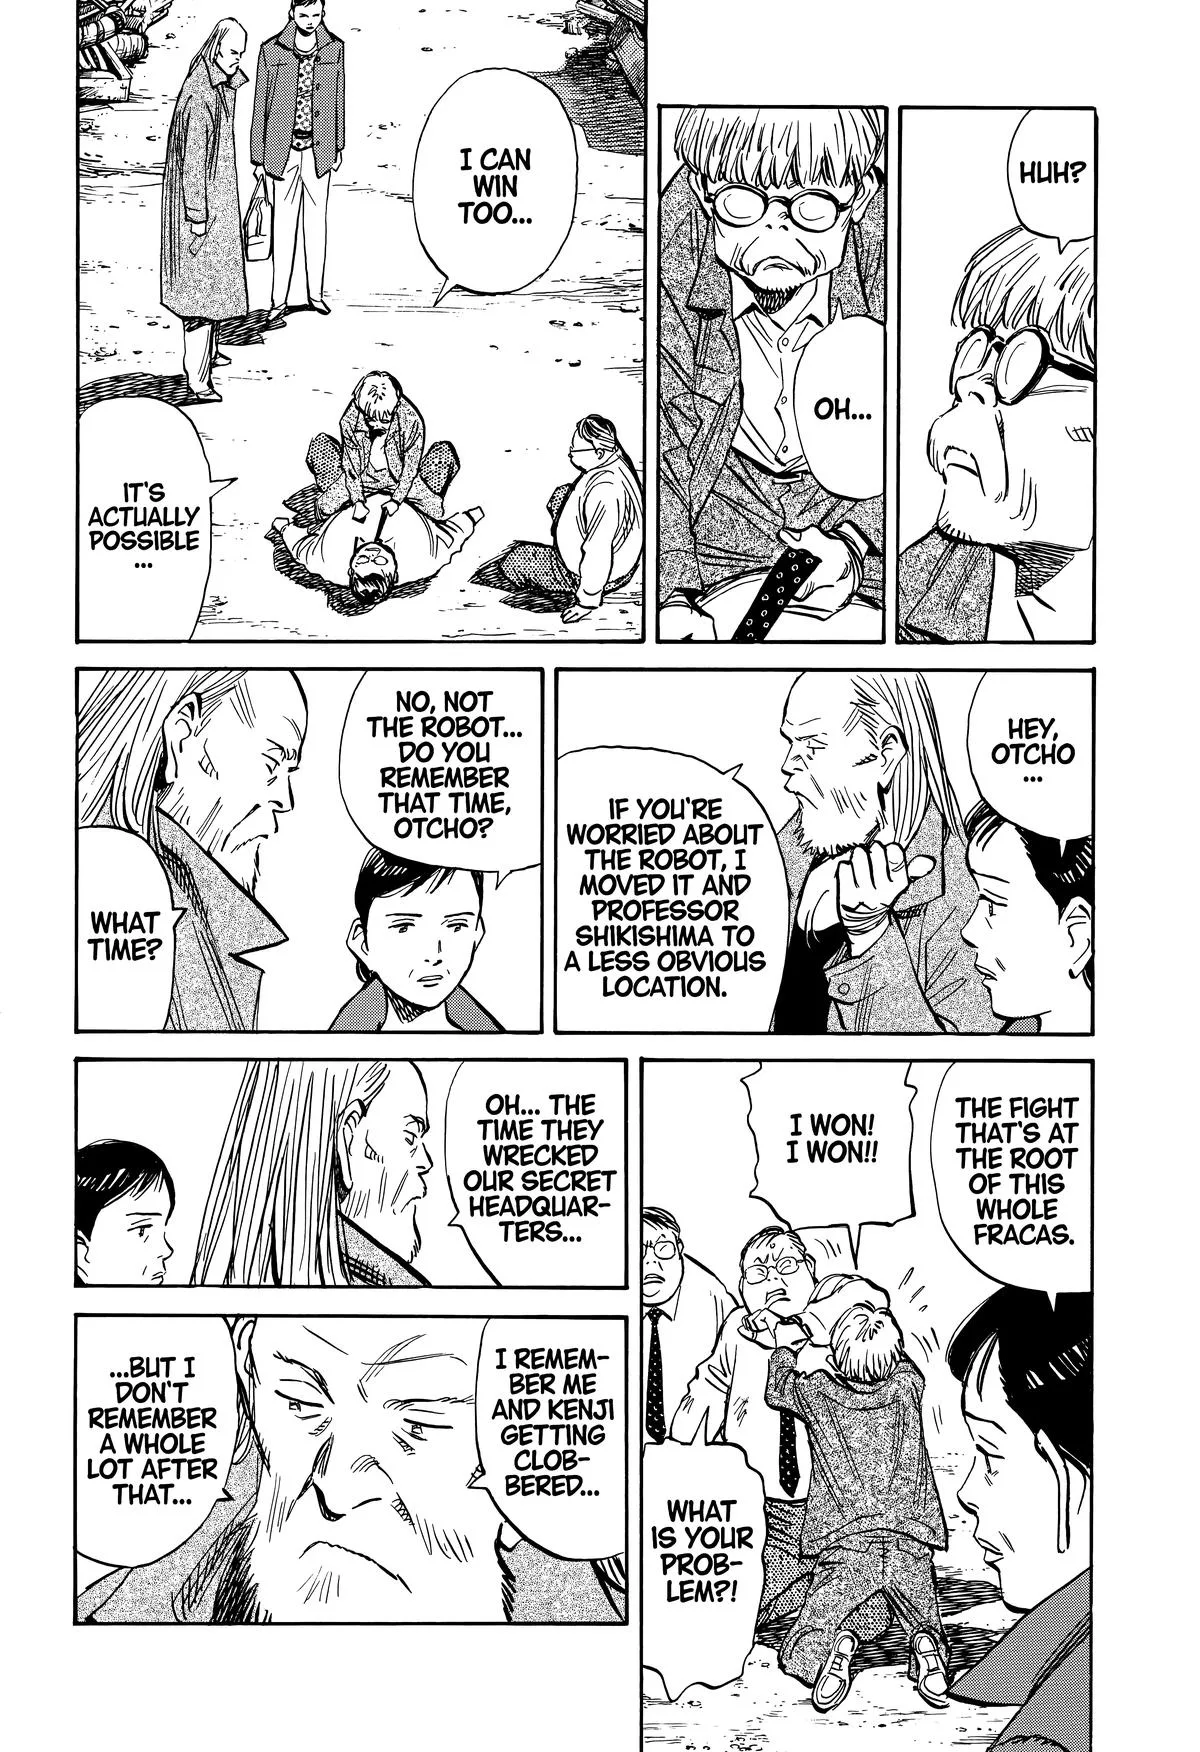 HUH?
OH...
I CAN
WIN
TOO...
IT'S
ACTUALLY
POSSIBLE
...
HEY,
OTCHO
...
IF YOU'RE
WORRIED ABOUT
THE ROBOT, I
MOVED IT AND
PROFESSOR
SHIKISHIMA TO
A LESS OBVIOUS
LOCATION.
NO, NOT
THE ROBOT...
DO YOU
REMEMBER
THAT TIME,
OTCHO?
WHAT
TIME?
THE FIGHT
THAT'S AT
THE ROOT
OF THIS
WHOLE
FRACAS.
I WON!
I WON!!
WHAT
IS YOUR
PROB-
LEM?!
OH... THE
TIME THEY
WRECKED
OUR SECRET
HEADQUAR-
TERS...
I REMEM-
BER ME
AND KENJI
GETTING
CLOB-
BERED...
...BUT I
DON'T
REMEMBER
A WHOLE
LOT AFTER
THAT...